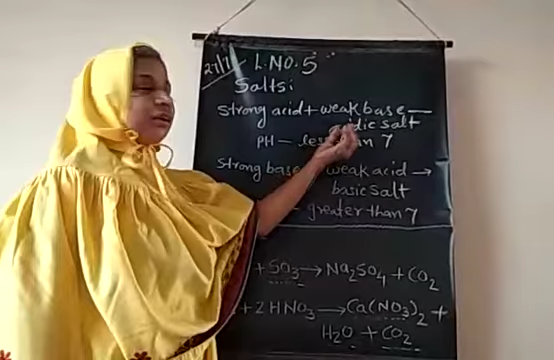 27/1 L.NO.5
Salts:
Strong acid + weak base —
acidic salt
PH — less than 7
Strong base weak acid →
basic salt
— greater than 7
+ SO3 → Na2SO4 + CO2
+ 2HNO3 → Ca(NO3)2 +
H2O + CO2